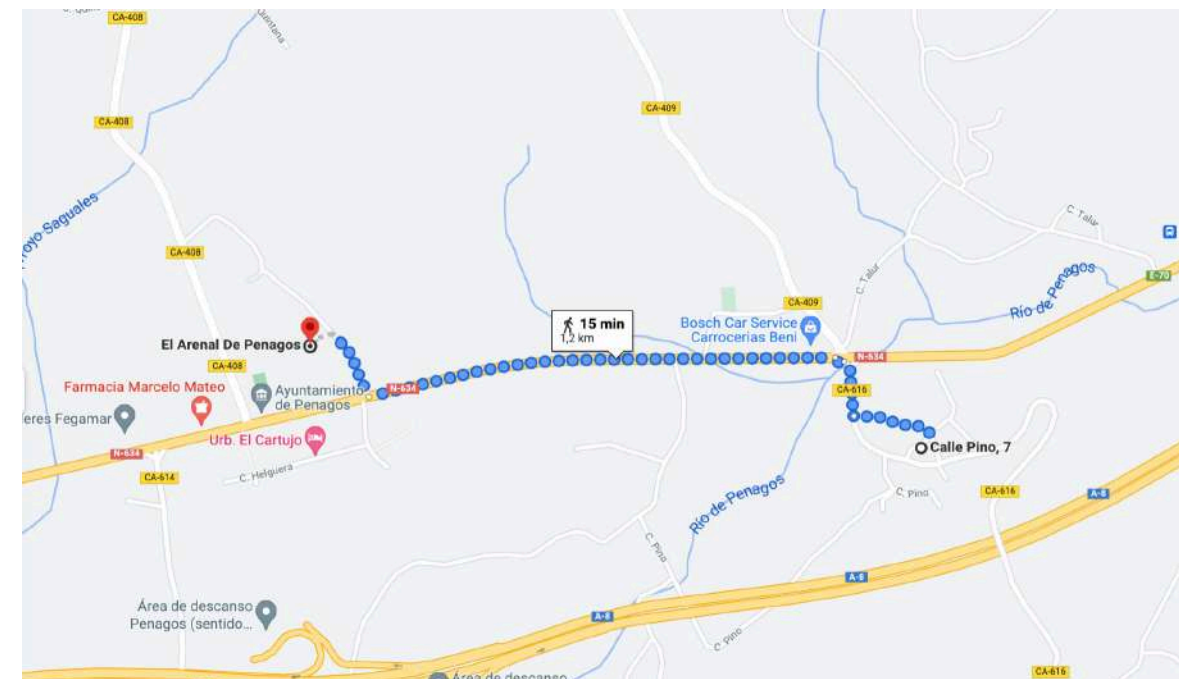 CA-408
Quintana
CA-408
CA-409
C. Talur
Arroyo Saguales
CA-408
E-70
Río de Penagos
C. Talur
CA-409
15 min
1,2 km
Bosch Car Service
Carrocerias Beni
El Arenal De Penagos
N-634
CA-408
Farmacia Marcelo Mateo
Ayuntamiento
de Penagos
N-634
CA-616
eres Fegamar
Urb. El Cartujo
Calle Pino, 7
N-634
CA-614
C. Helguera
Río de Penagos
C. Pino
CA-616
A-8
C. Pino
A-8
Área de descanso
Penagos (sentido...
A-8
C. Pino
Área de descanso
CA-616